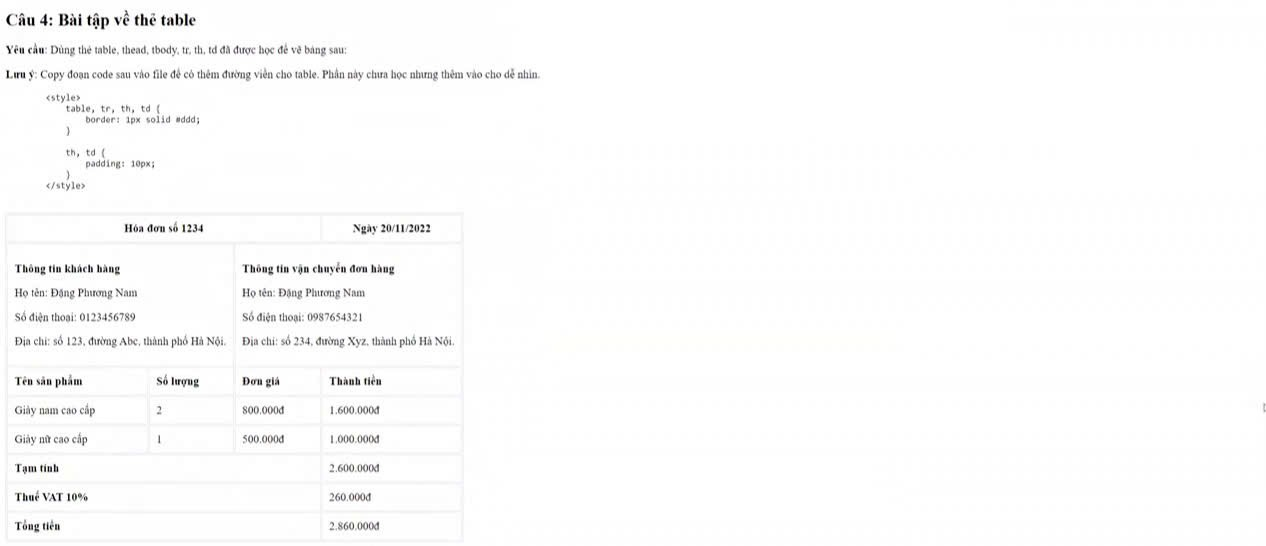 Câu 4: Bài tập về thẻ table
Yêu cầu: Dùng thẻ table, thead, tbody, tr, th, td đã được học để vẽ bảng sau:
Lưu ý: Copy đoạn code sau vào file để có thêm đường viền cho table. Phần này chưa học nhưng thêm vào cho dễ nhìn.
<style>
table, tr, th, td {
border: 1px solid #ddd;
}
th, td {
padding: 10px;
}
</style>
Hóa đơn số 1234 Ngày 20/11/2022
Thông tin khách hàng Thông tin vận chuyển đơn hàng
Họ tên: Đặng Phương Nam Họ tên: Đặng Phương Nam
Số điện thoại: 0123456789 Số điện thoại: 0987654321
Địa chỉ: số 123, đường Abc, thành phố Hà Nội. Địa chỉ: số 234, đường Xyz, thành phố Hà Nội.
Tên sản phẩm Số lượng Đơn giá Thành tiền
Giày nam cao cấp 2 800.000đ 1.600.000đ
Giày nữ cao cấp 1 500.000đ 1.000.000đ
Tạm tính 2.600.000đ
Thuế VAT 10% 260.000đ
Tổng tiền 2.860.000đ